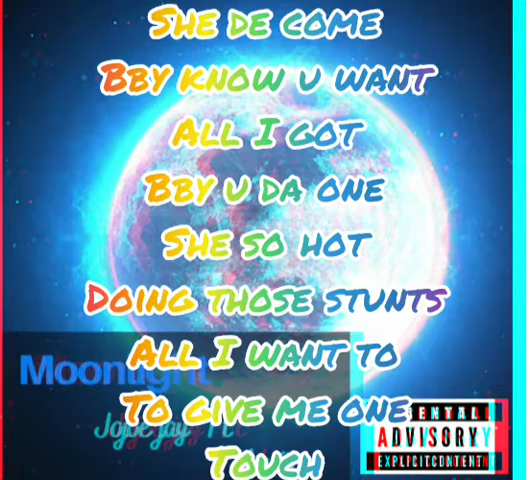 She de come
Bby know u want
All I got
Bby u da one
She so hot
Doing those stunts
All I want to
Moonlight
To give me one
Touch
ENTAL
ADVISORY
EXPLICIT CONTENT